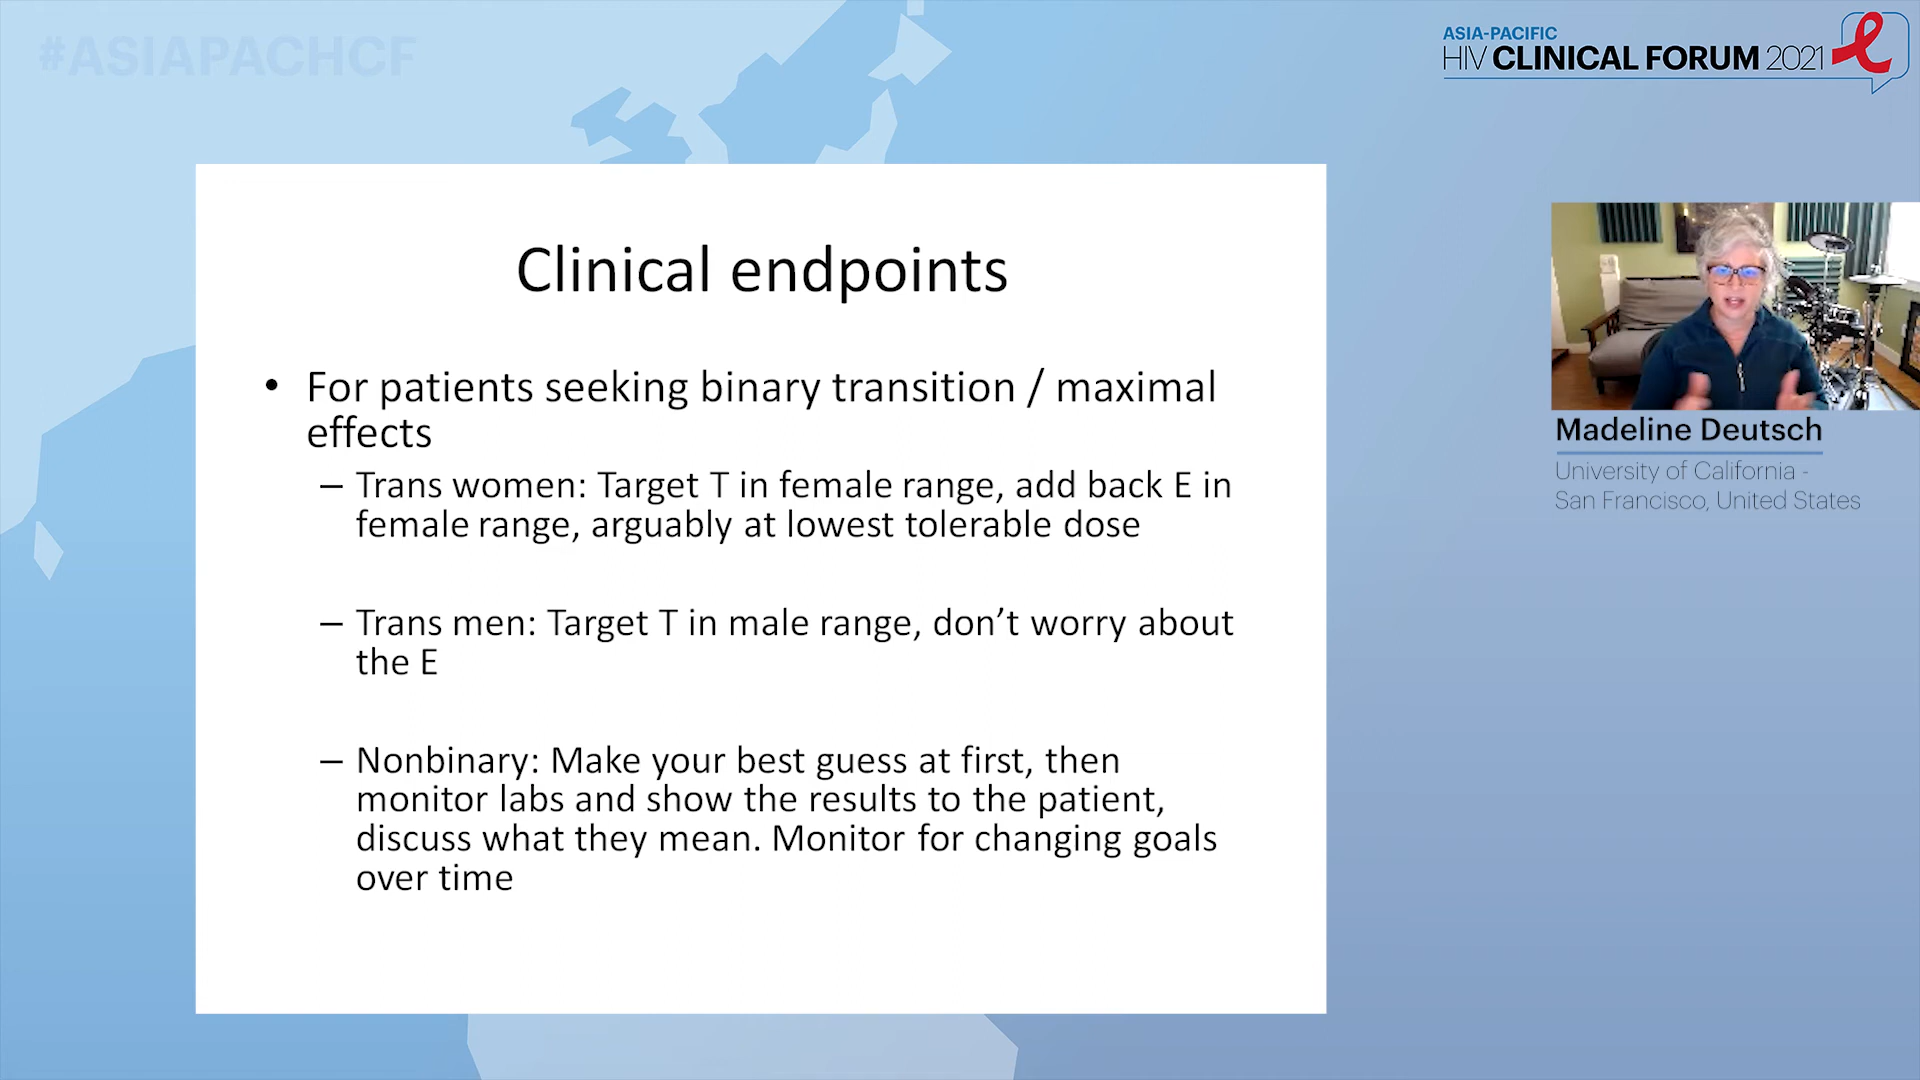 #ASIAPACHCF
ASIA-PACIFIC
HIV CLINICAL FORUM 2021
Clinical endpoints
• For patients seeking binary transition / maximal
effects
– Trans women: Target T in female range, add back E in
female range, arguably at lowest tolerable dose
– Trans men: Target T in male range, don’t worry about
the E
– Nonbinary: Make your best guess at first, then
monitor labs and show the results to the patient,
discuss what they mean. Monitor for changing goals
over time
Madeline Deutsch
University of California -
San Francisco, United States